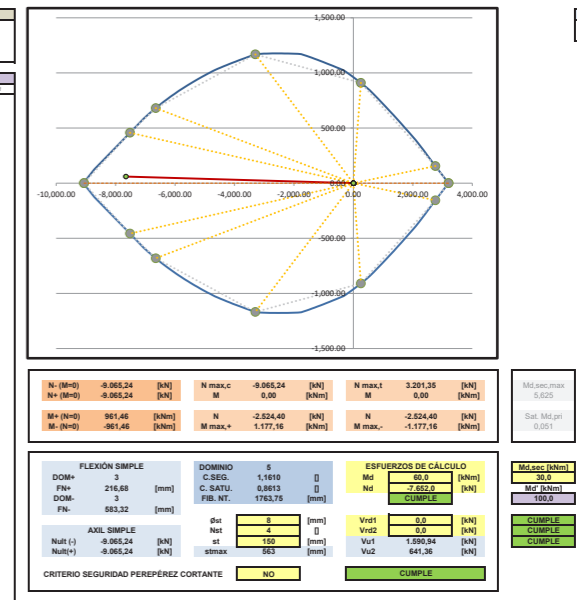 1,500.00
1,000.00
500.00
0.00
-10,000.00 -8,000.00 -6,000.00 -4,000.00 -2,000.00 0.00 2,000.00 4,000.00
-500.00
-1,000.00
-1,500.00
N- (M=0) -9.065,24 [kN] N max,c -9.065,24 [kN] N max,t 3.201,35 [kN] Md,sec,max
N+ (M=0) -9.065,24 [kN] M 0,00 [kNm] M 0,00 [kNm] 5,625
M+ (N=0) 961,46 [kNm] N -2.524,40 [kN] N -2.524,40 [kN] Sat. Md,pri
M- (N=0) -961,46 [kNm] M max,+ 1.177,16 [kNm] M max,- -1.177,16 [kNm] 0,051
FLEXIÓN SIMPLE DOMINIO 5 ESFUERZOS DE CÁLCULO Md,sec [kNm]
DOM+ 3 C.SEG. 1,1610 [] Md 60,0 [kNm] 30,0
FN+ 216,68 [mm] C. SATU. 0,8613 [] Nd -7.652,0 [kN] Md' [kNm]
DOM- 3 FIB. NT. 1763,75 [mm] CUMPLE 100,0
FN- 583,32 [mm]
Øst 8 [mm] Vrd1 0,0 [kN] CUMPLE
AXIL SIMPLE Nst 4 [] Vrd2 0,0 [kN] CUMPLE
Nult (-) -9.065,24 [kN] st 150 [mm] Vu1 1.590,94 [kN] CUMPLE
Nult(+) -9.065,24 [kN] stmax 563 [mm] Vu2 641,36 [kN]
CRITERIO SEGURIDAD PEREPÉREZ CORTANTE NO CUMPLE